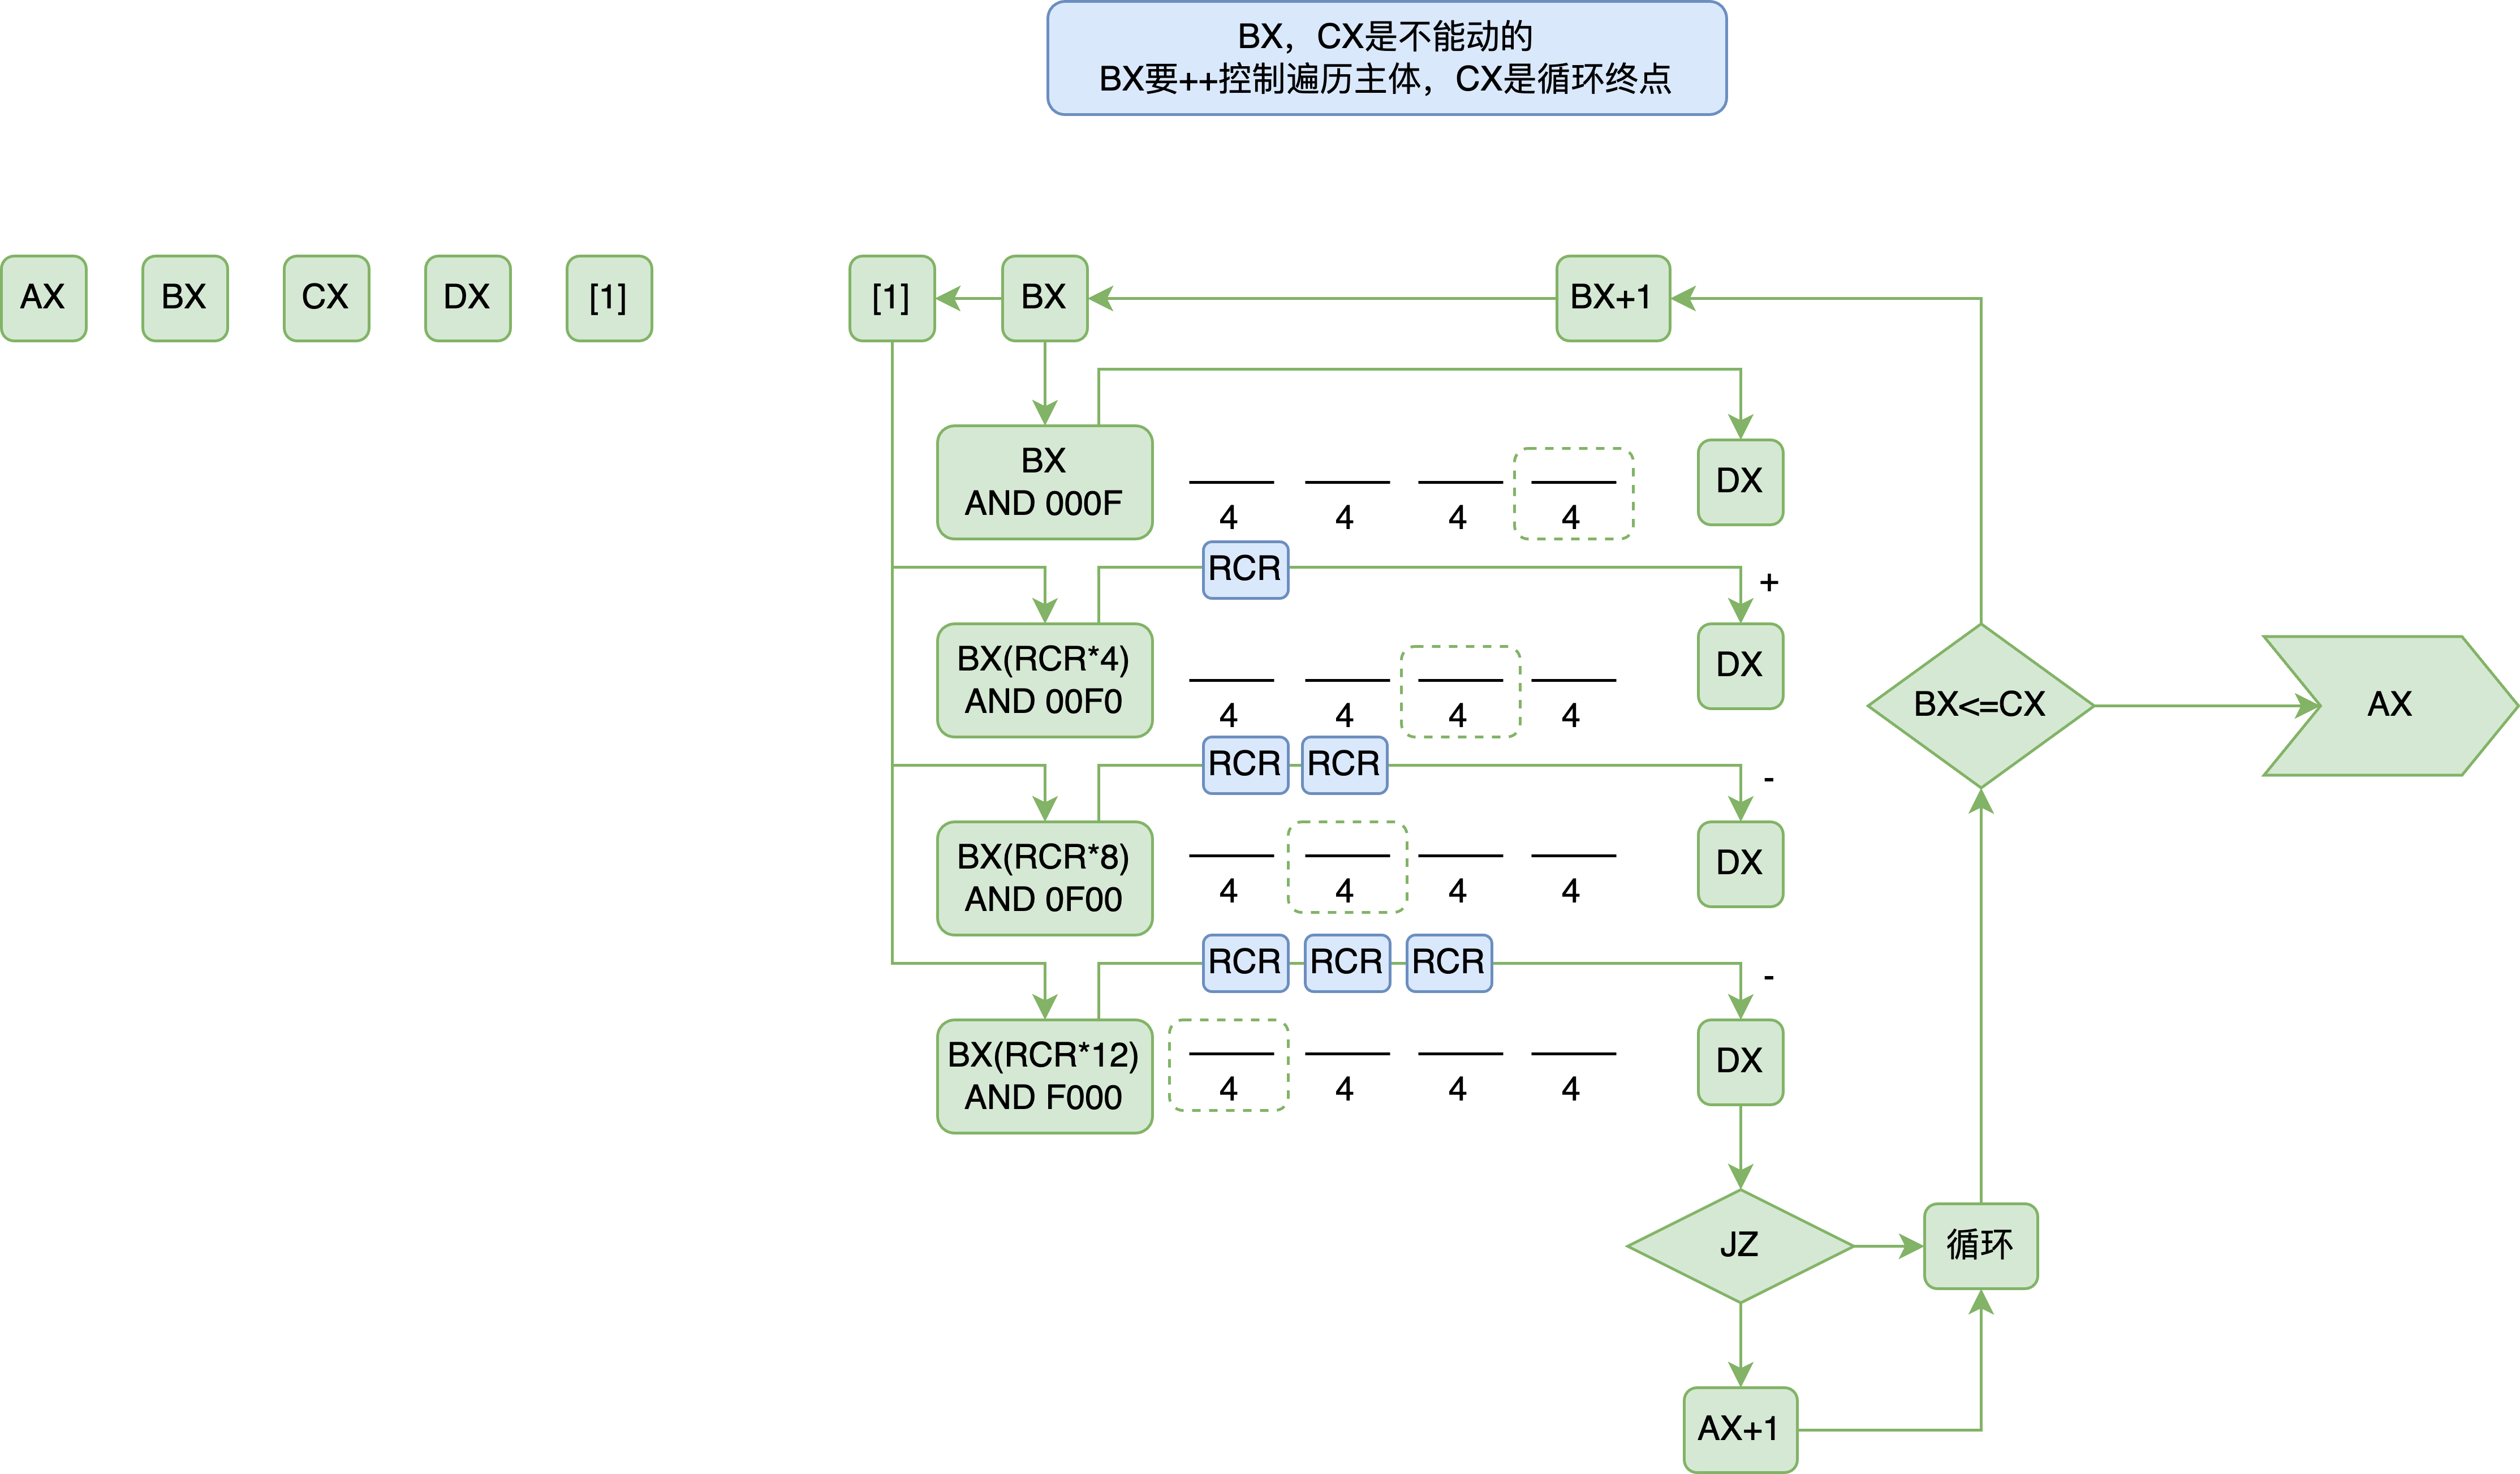 BX，CX是不能动的
BX要++控制遍历主体，CX是循环终点
AX
BX
CX
DX
[1]
[1]
BX
BX+1
BX
AND 000F
4
4
4
4
DX
RCR
+
BX(RCR*4)
AND 00F0
4
4
4
4
DX
BX<=CX
AX
RCR
RCR
-
BX(RCR*8)
AND 0F00
4
4
4
4
DX
RCR
RCR
RCR
-
BX(RCR*12)
AND F000
4
4
4
4
DX
JZ
循环
AX+1